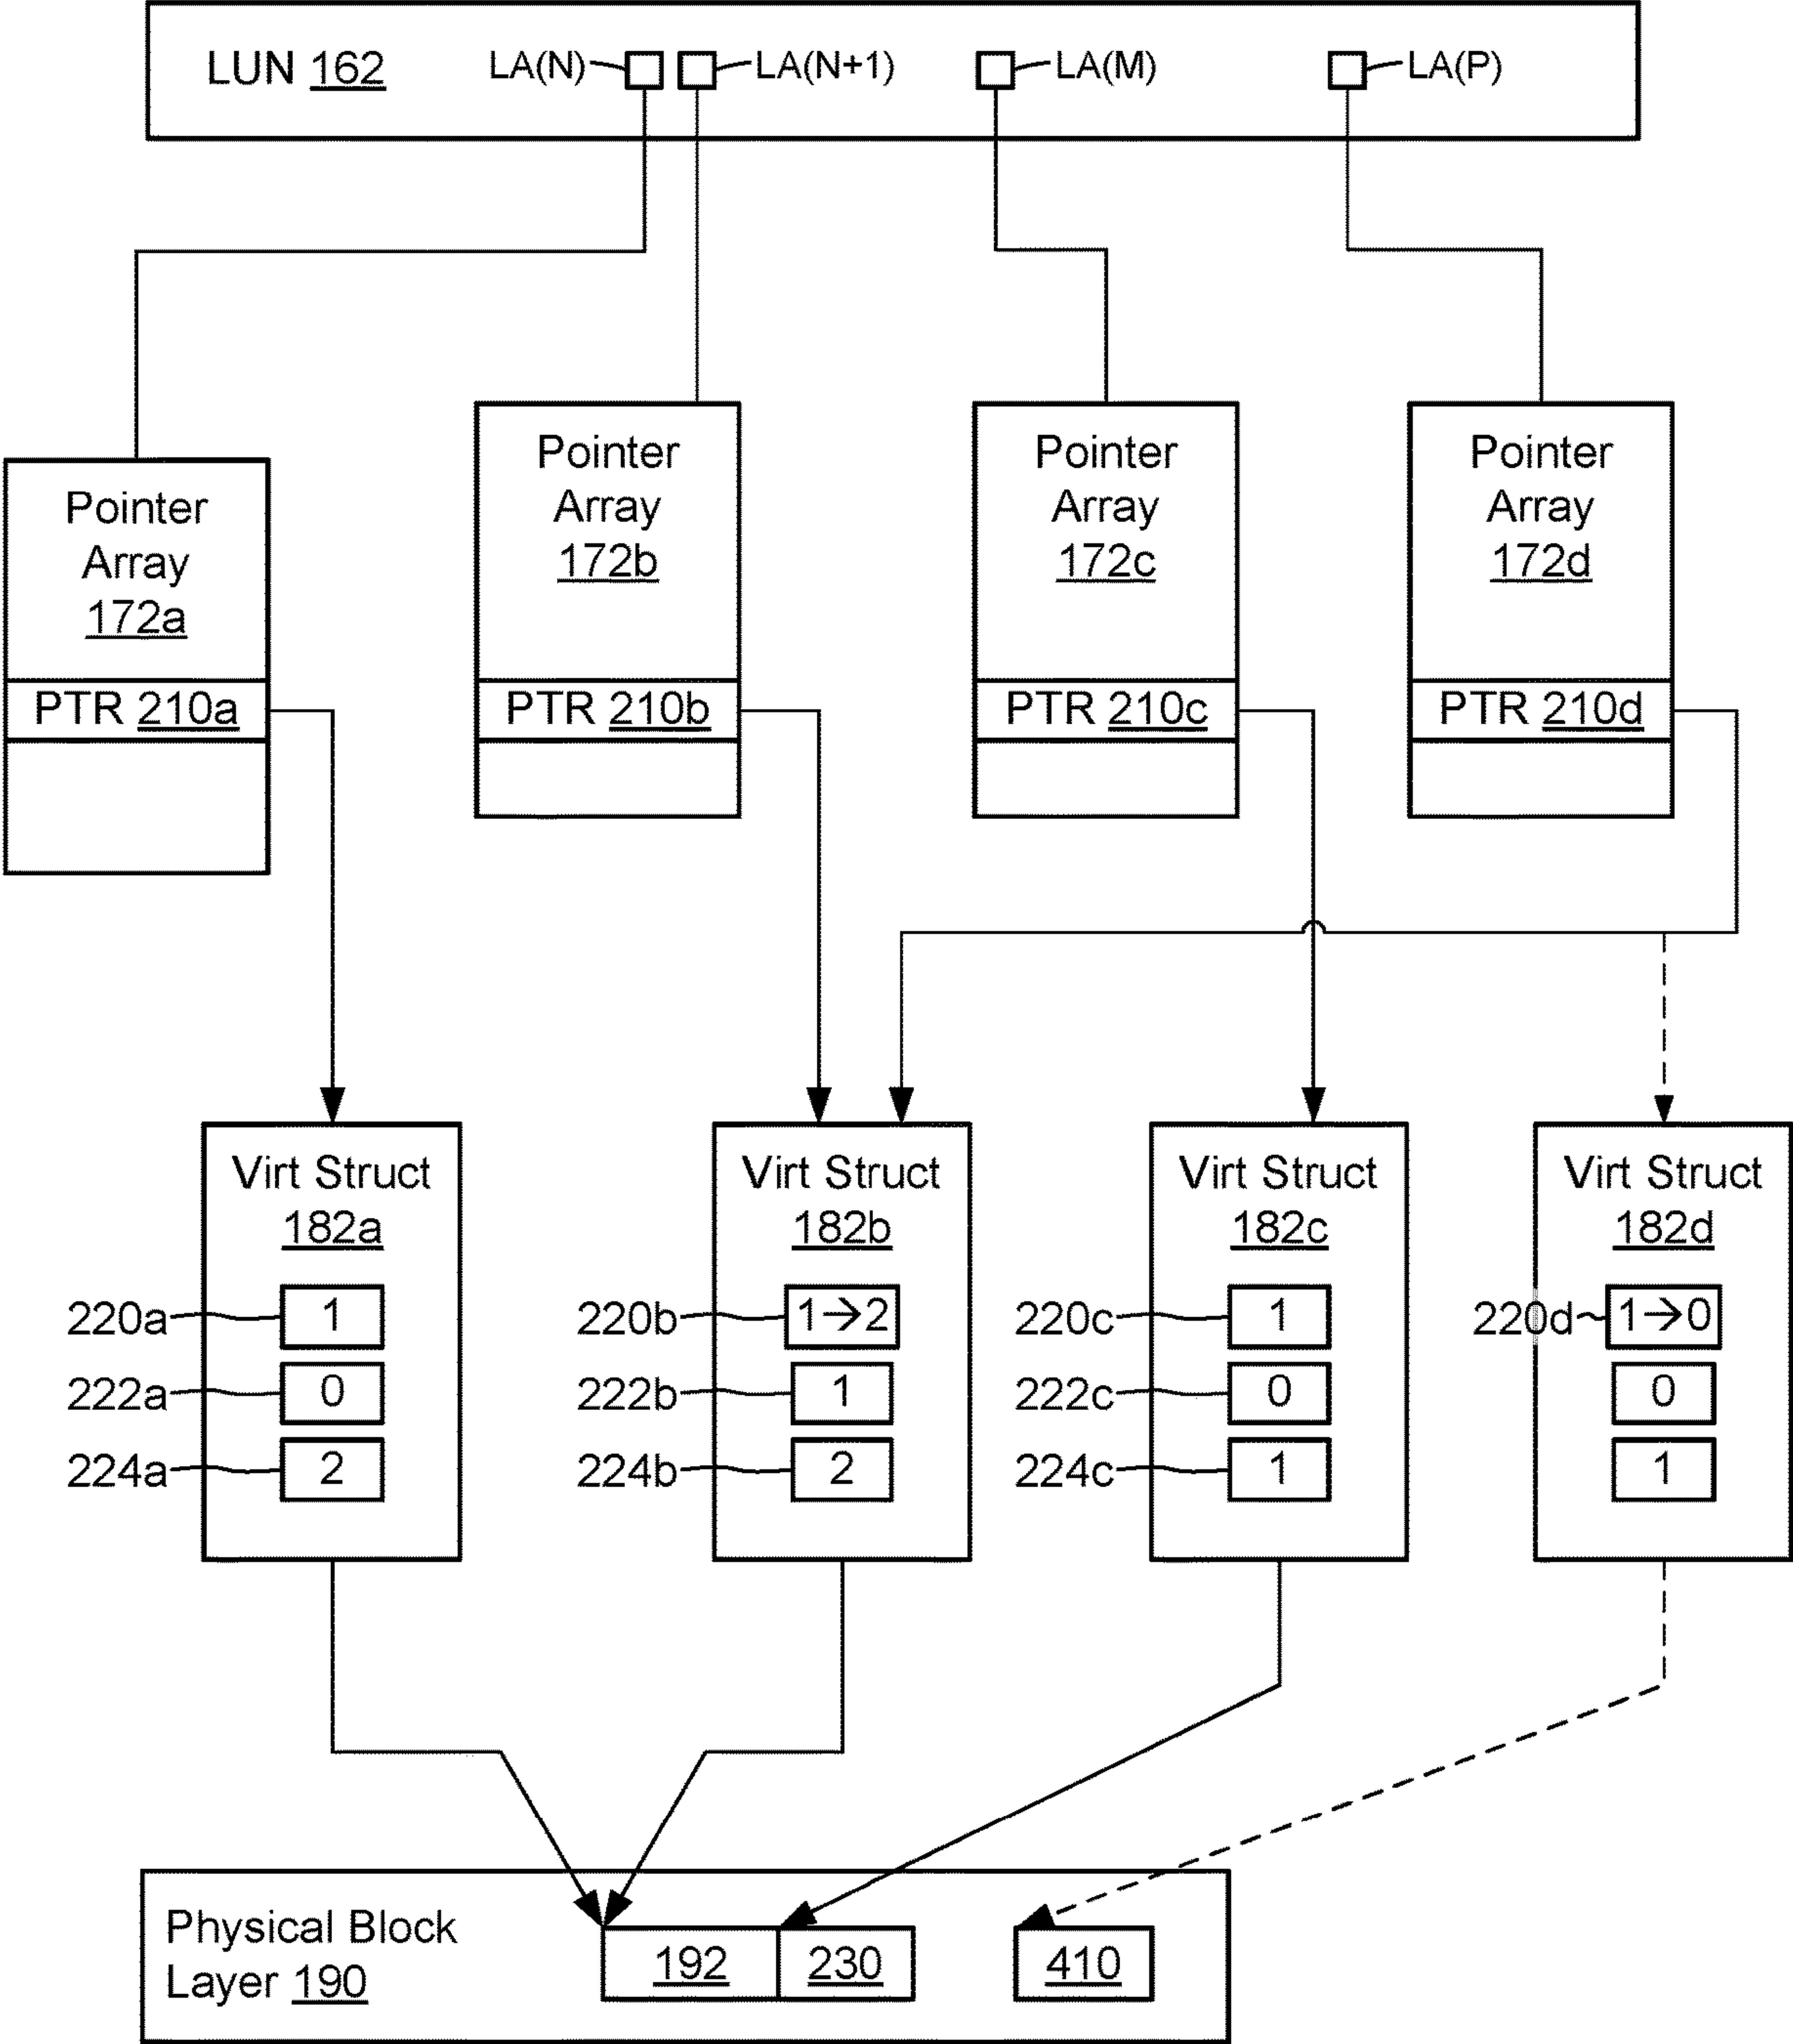 LUN 162 LA(N) LA(N+1) LA(M) LA(P)
Pointer
Array
172a
PTR 210a
Pointer
Array
172b
PTR 210b
Pointer
Array
172c
PTR 210c
Pointer
Array
172d
PTR 210d
Virt Struct
182a
220a 1
222a 0
224a 2
Virt Struct
182b
220b 1→2
222b 1
224b 2
Virt Struct
182c
220c 1
222c 0
224c 1
Virt Struct
182d
220d 1→0
0
1
Physical Block
Layer 190
192 230 410